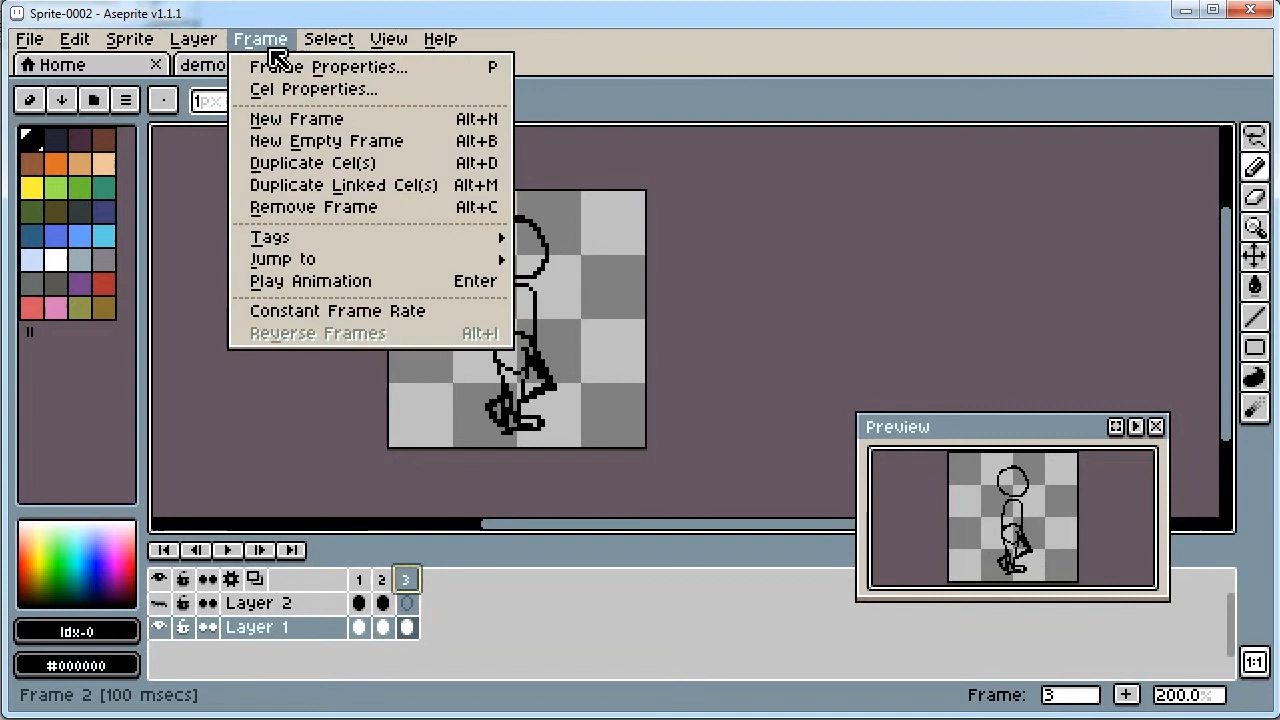 Sprite-0002 - Aseprite v1.1.1
File Edit Sprite Layer Frame Select View Help
Home demo
1px
Frame Properties... P
Cel Properties...
New Frame Alt+N
New Empty Frame Alt+B
Duplicate Cel(s) Alt+D
Duplicate Linked Cel(s) Alt+M
Remove Frame Alt+C
Tags
Jump to
Play Animation Enter
Constant Frame Rate
Reverse Frames Alt+I
Preview
1 2 3
Layer 2
Layer 1
Idx-0
#000000
1:1
Frame 2 [100 msecs] Frame: 3 + 200.0%